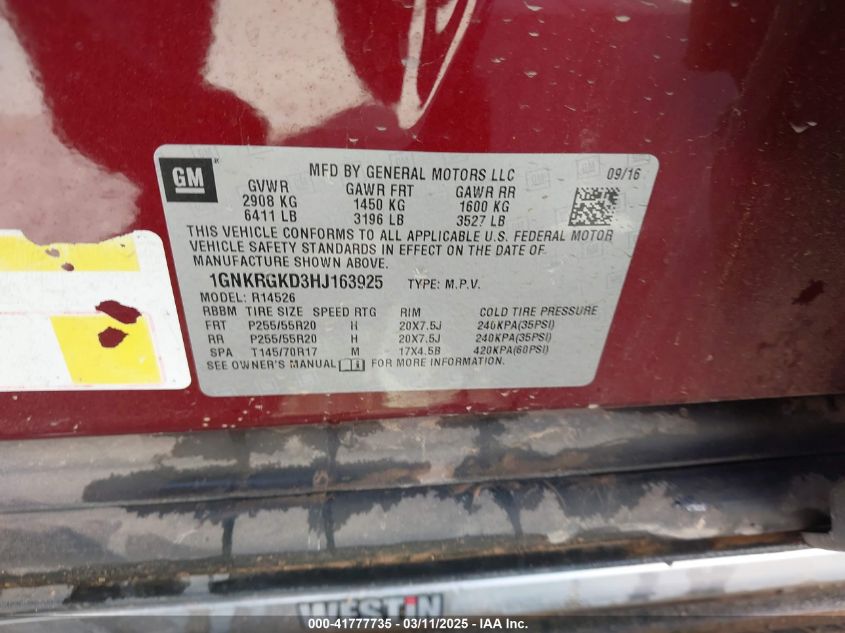 GM
MFD BY GENERAL MOTORS LLC 09/16
GVWR GAWR FRT GAWR RR
2908 KG 1450 KG 1600 KG
6411 LB 3196 LB 3527 LB
THIS VEHICLE CONFORMS TO ALL APPLICABLE U.S. FEDERAL MOTOR
VEHICLE SAFETY STANDARDS IN EFFECT ON THE DATE OF
MANUFACTURE SHOWN ABOVE.
1GNKRGKD3HJ163925 TYPE: M.P.V.
MODEL: R14526
RBBM TIRE SIZE SPEED RTG RIM COLD TIRE PRESSURE
FRT P255/55R20 H 20X7.5J 240KPA(35PSI)
RR P255/55R20 H 20X7.5J 240KPA(35PSI)
SPA T145/70R17 M 17X4.5B 420KPA(60PSI)
SEE OWNER'S MANUAL FOR MORE INFORMATION.
WESTIN
000-41777735 - 03/11/2025 - IAA Inc.